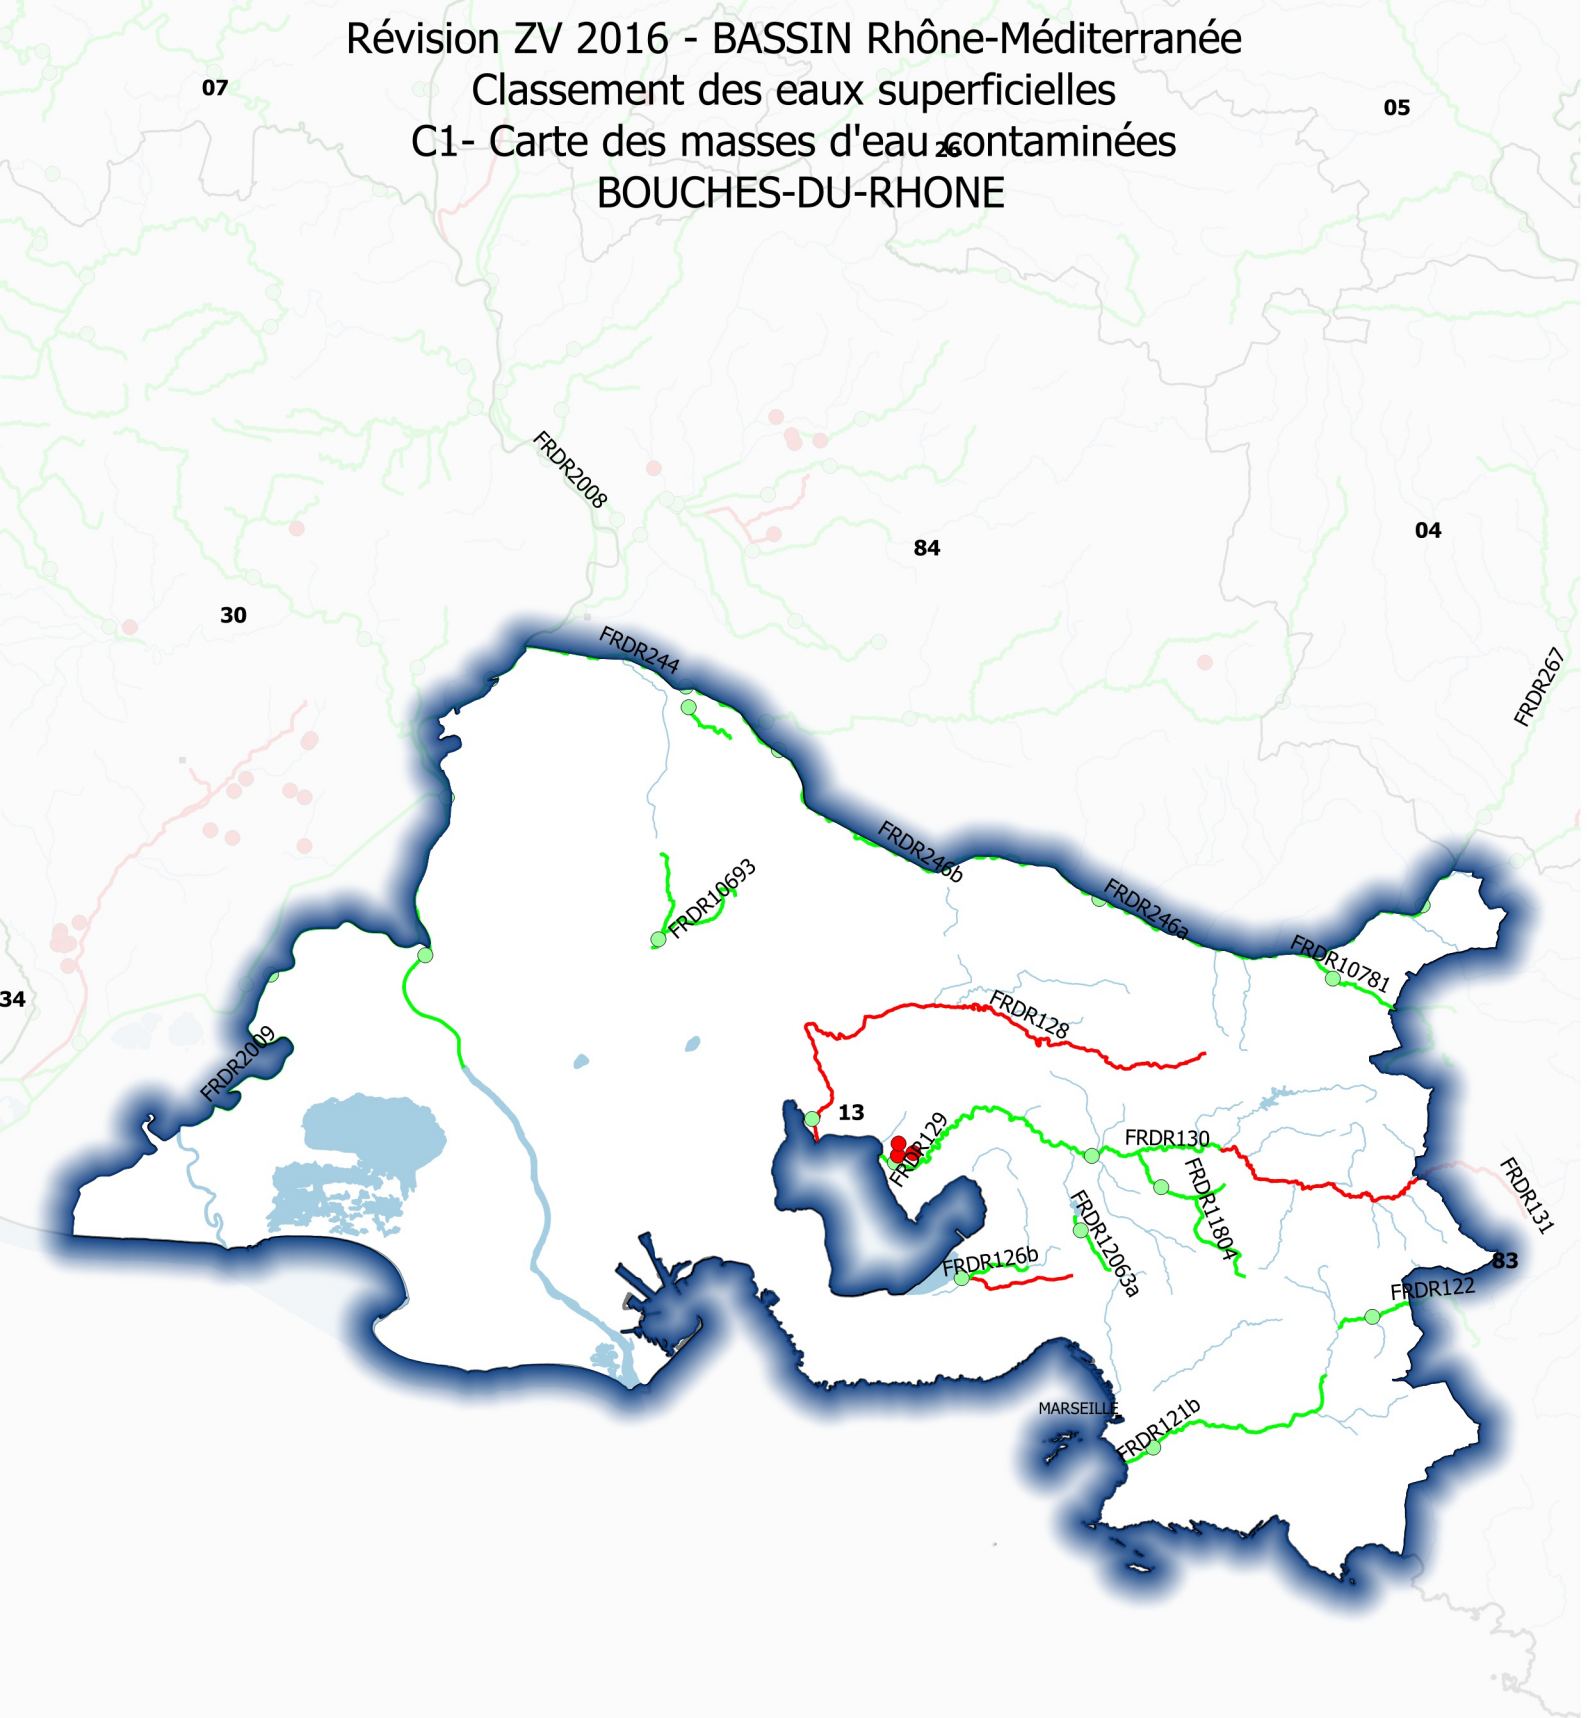 Révision ZV 2016 - BASSIN Rhône-Méditerranée
Classement des eaux superficielles
C1- Carte des masses d'eau contaminées
BOUCHES-DU-RHONE
07
05
26
FRDR2008
84
04
30
FRDR244
FRDR267
FRDR246b
FRDR10693
FRDR246a
FRDR10781
34
FRDR128
FRDR2009
13
FRDR129
FRDR130
FRDR11804
FRDR131
FRDR12063a
FRDR126b
83
FRDR122
MARSEILLE
FRDR121b